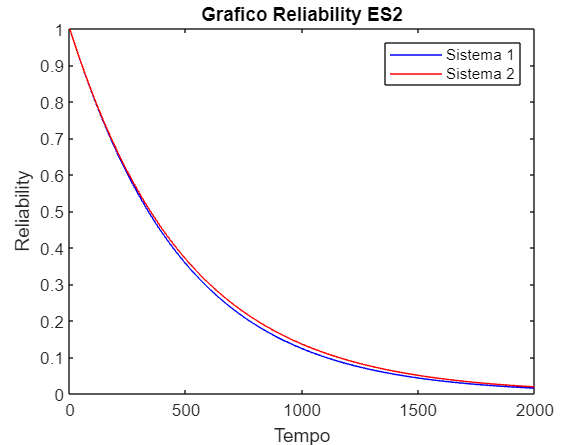 Grafico Reliability ES2
Sistema 1
Sistema 2
Reliability
1
0.9
0.8
0.7
0.6
0.5
0.4
0.3
0.2
0.1
0
0 500 1000 1500 2000
Tempo